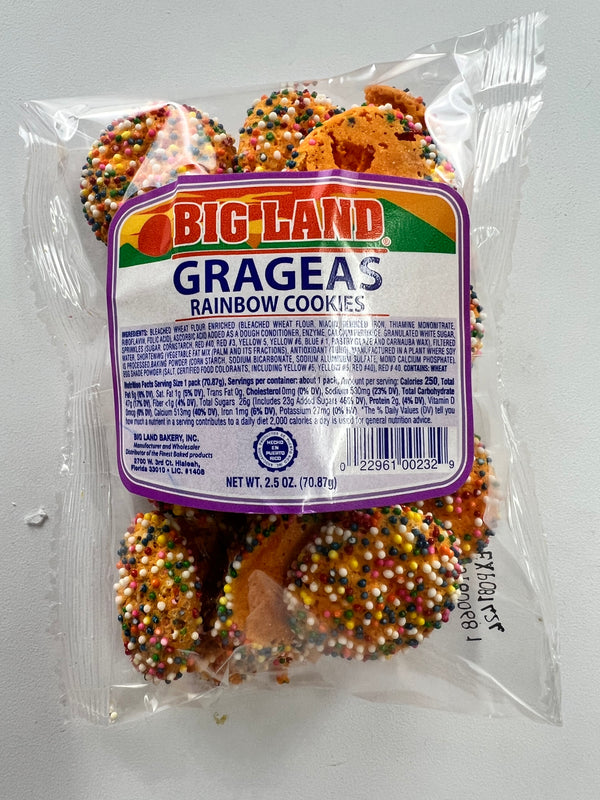 BIG LAND®
GRAGEAS
RAINBOW COOKIES
INGREDIENTS: BLEACHED WHEAT FLOUR ENRICHED (BLEACHED WHEAT FLOUR, NIACIN, REDUCED IRON, THIAMINE MONONITRATE,
RIBOFLAVIN, FOLIC ACID), ASCORBIC ACID ADDED AS A DOUGH CONDITIONER, ENZYME, GRANULATED WHITE SUGAR,
SPRINKLES (SUGAR, CORNSTARCH, RED #40, RED #3, YELLOW 5, YELLOW #6, BLUE #1, PASTRY GLAZE AND CARNAUBA WAX), FILTERED
WATER, SHORTENING (VEGETABLE FAT MIX (PALM AND ITS FRACTIONS), ANTIOXIDANT MANUFACTURED IN A PLANT WHERE SOY
IS PROCESSED BAKING POWDER (CORN STARCH, SODIUM BICARBONATE, SODIUM ALUMINUM SULFATE, MONO CALCIUM PHOSPHATE),
EGG SHADE POWDER (SALT, CERTIFIED FOOD COLORANTS, INCLUDING YELLOW #5, YELLOW RED #40), RED # 40. CONTAINS: WHEAT
Nutrition Facts Serving Size 1 pack (70.87g), Servings per container: about 1 pack, Amount per serving: Calories 250, Total
Fat (8% DV), Sat. Fat 1g (5% DV), Trans Fat 0g, Cholesterol 0mg (0% DV), Sodium 530mg (23% DV), Total Carbohydrate
47g (17% DV), Fiber <1g (4% DV), Total Sugars 26g (Includes 23g Added Sugars 46% DV), Protein 2g, (4% DV), Vitamin D
0mcg (0% DV), Calcium 513mg (40% DV), Iron 1mg (6% DV), Potassium 27mg (0% DV) *The % Daily Values (DV) tell you
how much a nutrient in a serving contributes to a daily diet 2,000 calories a day is used for general nutrition advice.
BIG LAND BAKERY, INC.
Manufacturer and Wholesaler
Distributor of the Finest Baked products
2700 W. 3rd Ct. Hialeah,
Florida 33010 • LIC. #1408
HECHO
EN
PUERTO
RICO
0 22961 00232 9
NET WT. 2.5 OZ. (70.87g)